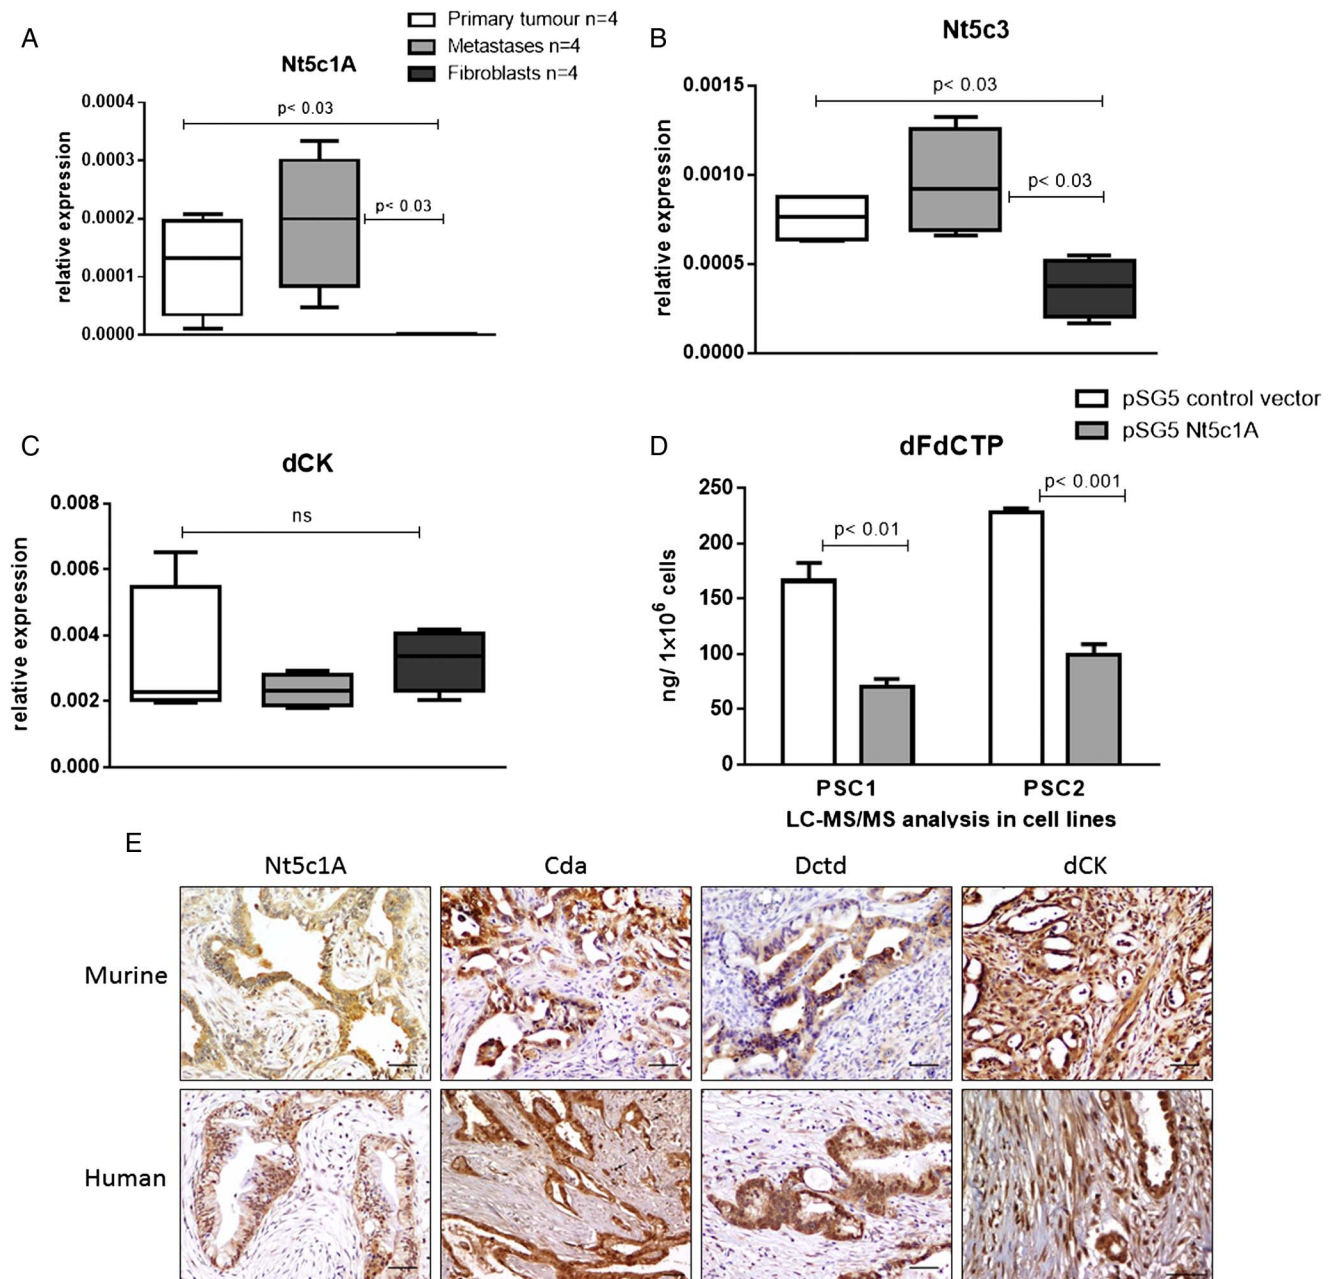 A
Nt5c1A
Primary tumour n=4
Metastases n=4
Fibroblasts n=4
relative expression
0.0004
0.0003
0.0002
0.0001
0.0000
p< 0.03
p< 0.03
B
Nt5c3
relative expression
0.0015
0.0010
0.0005
0.0000
p< 0.03
p< 0.03
C
dCK
relative expression
0.008
0.006
0.004
0.002
0.000
ns
D
dFdCTP
pSG5 control vector
pSG5 Nt5c1A
ng/ 1×10⁶ cells
250
200
150
100
50
0
p< 0.01
p< 0.001
PSC1 PSC2
LC-MS/MS analysis in cell lines
E
Nt5c1A Cda Dctd dCK
Murine
Human